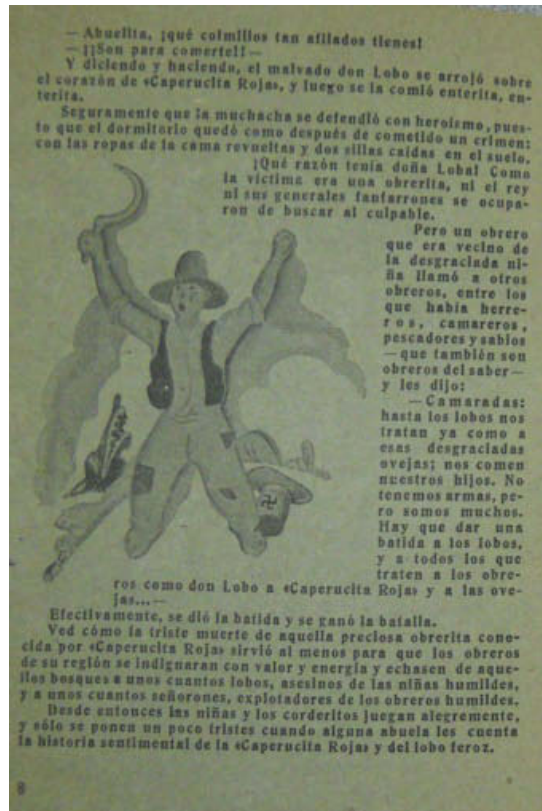 — Abuelita, ¡qué colmillos tan afilados tienes!
— ¡¡Son para comerte!! —
Y diciendo y haciendo, el malvado don Lobo se arrojó sobre
el corazón de «Caperucita Roja», y luego se la comió enterita, en-
terita.
Seguramente que la muchacha se defendió con heroísmo, pues-
to que el dormitorio quedó como después de cometido un crimen:
con las ropas de la cama revueltas y dos sillas caídas en el suelo.
¡Qué razón tenía doña Loba! Como
la víctima era una obrerita, ni el rey
ni sus generales fanfarrones se ocupa-
ron de buscar al culpable.
Pero un obrero
que era vecino de
la desgraciada ni-
ña llamó a otros
obreros, entre los
que había herre-
ros, camareros,
pescadores y sabios
—que también son
obreros del saber—
y les dijo:
—Camaradas:
hasta los lobos nos
tratan ya como a
esas desgraciadas
ovejas; nos comen
nuestros hijos. No
tenemos armas, pe-
ro somos muchos.
Hay que dar una
batida a los lobos,
y a todos los que
traten a los obre-
ros como don Lobo a «Caperucita Roja» y a las ove-
jas...—
Efectivamente, se dió la batida y se ganó la batalla.
Ved cómo la triste muerte de aquella preciosa obrerita cono-
cida por «Caperucita Roja» sirvió al menos para que los obreros
de su región se indignaran con valor y energía y echasen de aque-
llos bosques a unos cuantos lobos, asesinos de las niñas humildes,
y a unos cuantos señorones, explotadores de los obreros humildes.
Desde entonces las niñas y los corderitos juegan alegremente,
y sólo se ponen un poco tristes cuando alguna abuela les cuenta
la historia sentimental de la «Caperucita Roja» y del lobo feroz.
8